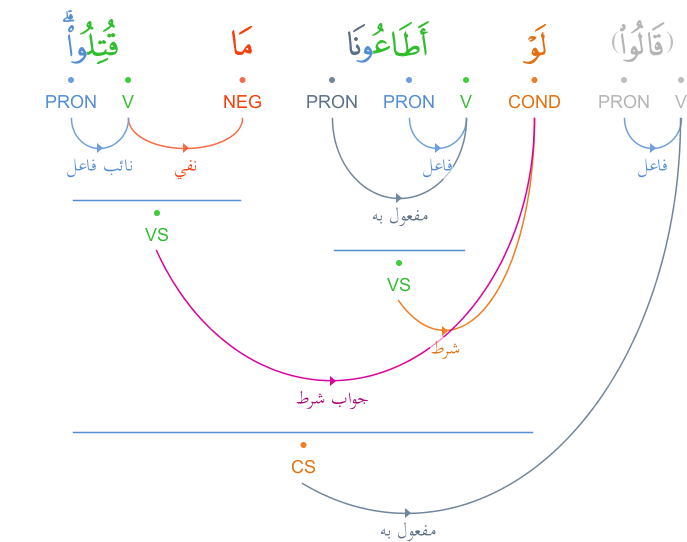 (قَالُوا۟) لَوْ أَطَاعُونَا مَا قُتِلُوا۟ ۗ
V PRON COND V PRON PRON NEG V PRON
فاعل فاعل نفي نائب فاعل
مفعول به
VS
VS
شرط
جواب شرط
CS
مفعول به